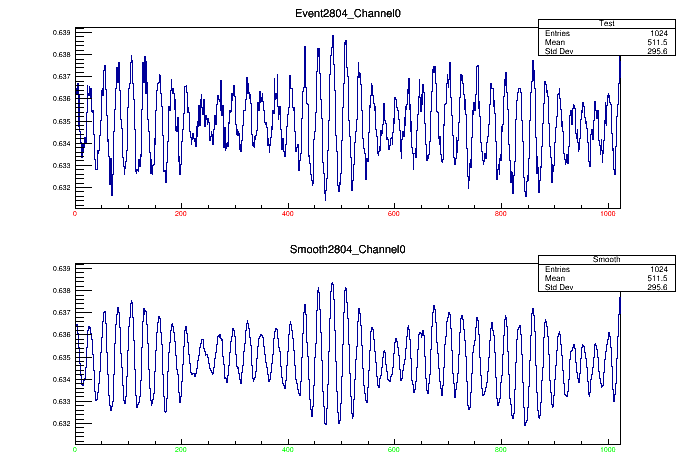 Event2804_Channel0
Test
Entries 1024
Mean 511.5
Std Dev 295.6
0.639
0.638
0.637
0.636
0.635
0.634
0.633
0.632
0 200 400 600 800 1000
Smooth2804_Channel0
Smooth
Entries 1024
Mean 511.5
Std Dev 295.6
0.639
0.638
0.637
0.636
0.635
0.634
0.633
0.632
0 200 400 600 800 1000